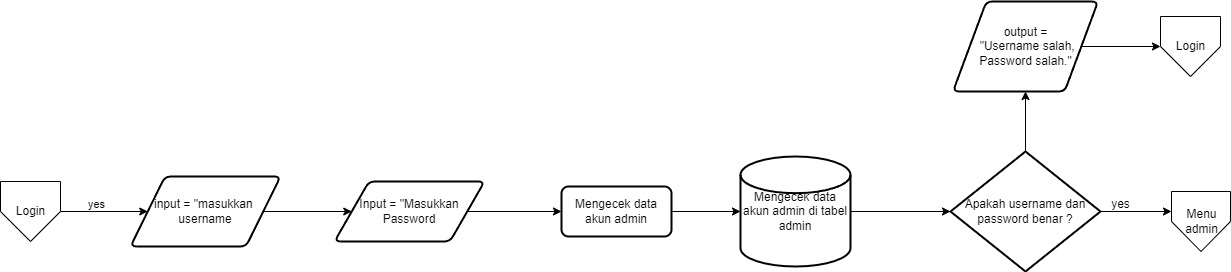 Login
yes
Input = "masukkan
username
Input = "Masukkan
Password
Mengecek data
akun admin
Mengecek data
akun admin di tabel
admin
Apakah username dan
password benar ?
output =
"Username salah,
Password salah."
Login
yes
Menu
admin